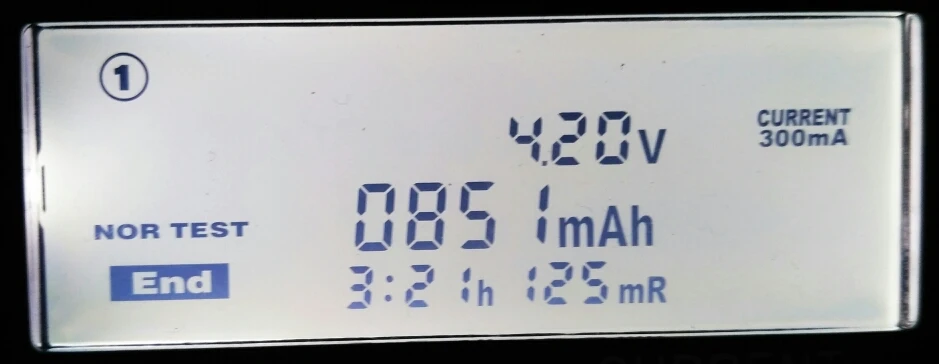 1
4.20V
CURRENT
300mA
0851mAh
NOR TEST
End
3:21h 125mR